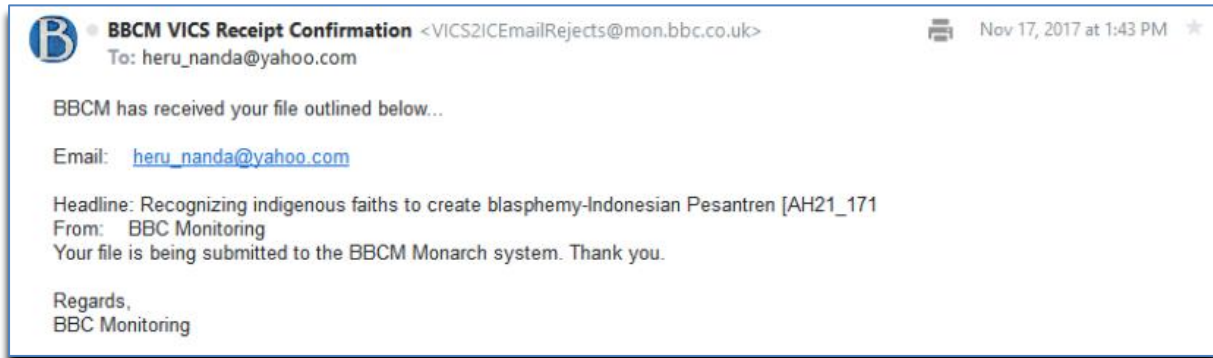 B
BBCM VICS Receipt Confirmation <VICS2ICEmailRejects@mon.bbc.co.uk> Nov 17, 2017 at 1:43 PM
To: heru_nanda@yahoo.com
BBCM has received your file outlined below...
Email: heru_nanda@yahoo.com
Headline: Recognizing indigenous faiths to create blasphemy-Indonesian Pesantren [AH21_171
From: BBC Monitoring
Your file is being submitted to the BBCM Monarch system. Thank you.
Regards,
BBC Monitoring